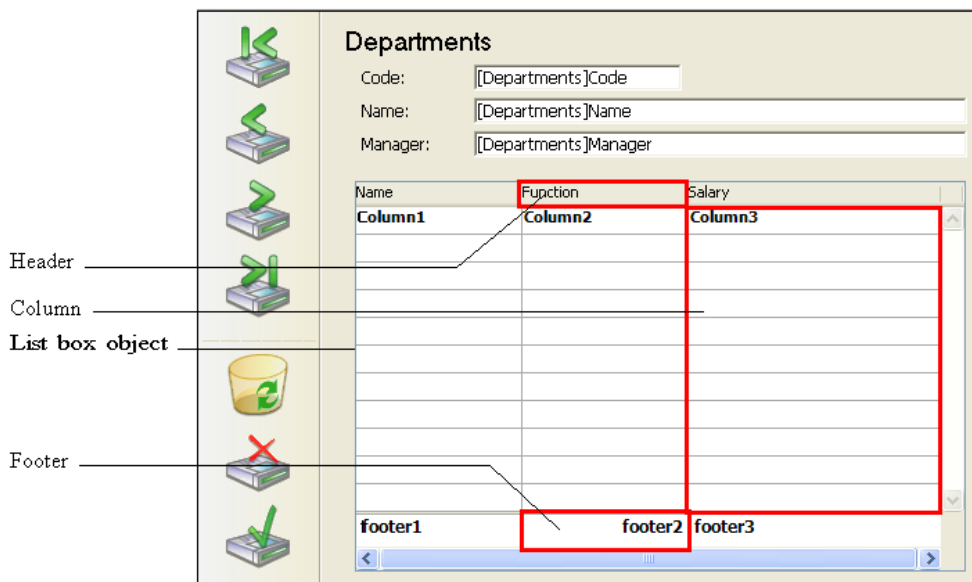 Departments
Code: [Departments]Code
Name: [Departments]Name
Manager: [Departments]Manager
Name Function Salary
Column1 Column2 Column3
Header
Column
List box object
Footer
footer1 footer2 footer3